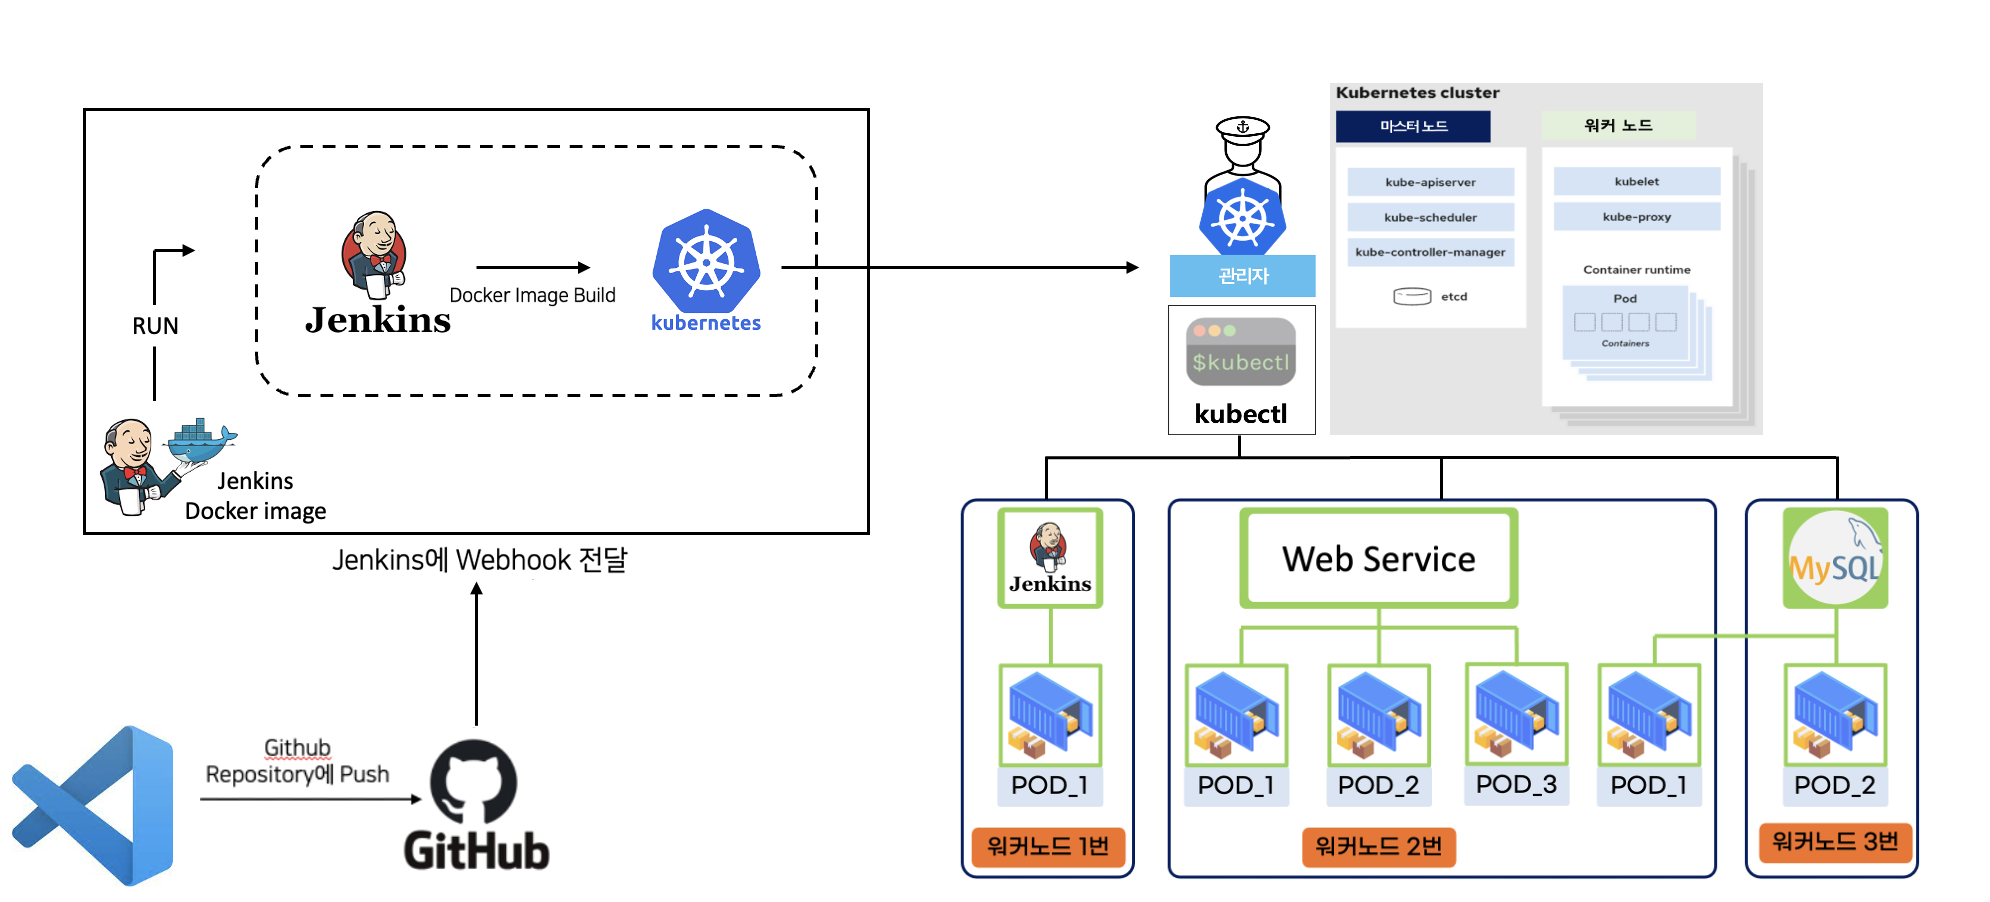 Kubernetes cluster
마스터 노드
워커 노드
kube-apiserver
kube-scheduler
kube-controller-manager
etcd
kubelet
kube-proxy
Container runtime
Pod
Containers
RUN
Jenkins
Docker Image Build
kubernetes
Jenkins
Docker image
관리자
$kubectl
kubectl
Jenkins에 Webhook 전달
Github
Repository에 Push
GitHub
Jenkins
POD_1
워커노드 1번
Web Service
POD_1
POD_2
POD_3
POD_1
워커노드 2번
MySQL
POD_2
워커노드 3번